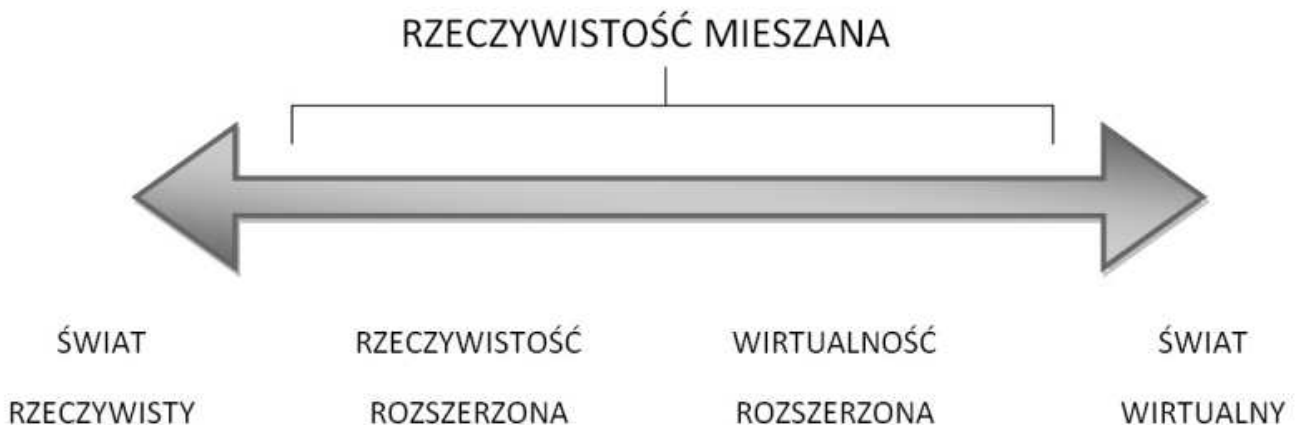 RZECZYWISTOŚĆ MIESZANA
ŚWIAT RZECZYWISTY
RZECZYWISTOŚĆ ROZSZERZONA
WIRTUALNOŚĆ ROZSZERZONA
ŚWIAT WIRTUALNY